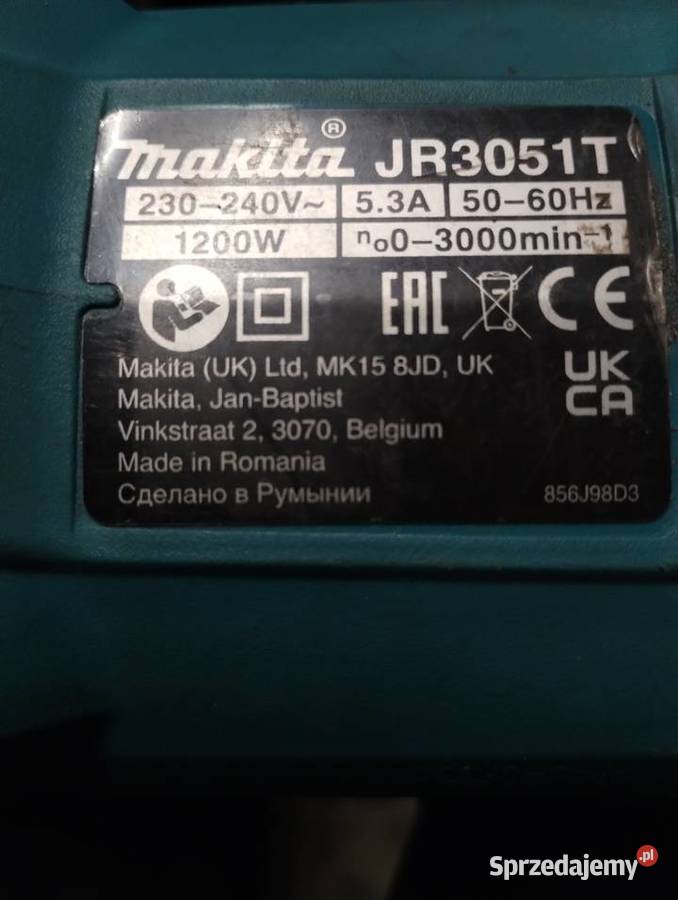 makita® JR3051T
230–240V~ 5.3A 50–60Hz
1200W n₀0–3000min⁻¹
EAC CE
Makita (UK) Ltd, MK15 8JD, UK
UK
CA
Makita, Jan-Baptist
Vinkstraat 2, 3070, Belgium
Made in Romania
Сделано в Румынии 856J98D3
Sprzedajemy.pl